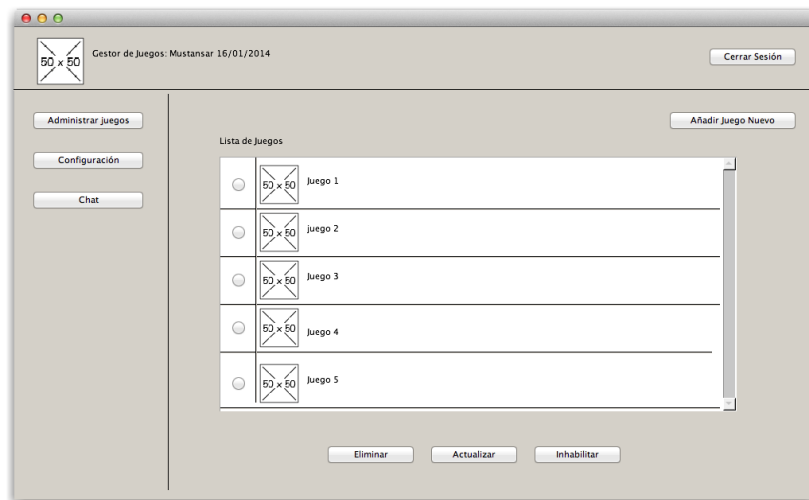 50 x 50
Gestor de Juegos: Mustansar 16/01/2014
Cerrar Sesión
Administrar juegos
Añadir Juego Nuevo
Lista de Juegos
Configuración
Chat
50 x 50
Juego 1
50 x 50
juego 2
50 x 50
Juego 3
50 x 50
Juego 4
50 x 50
Juego 5
Eliminar
Actualizar
Inhabilitar